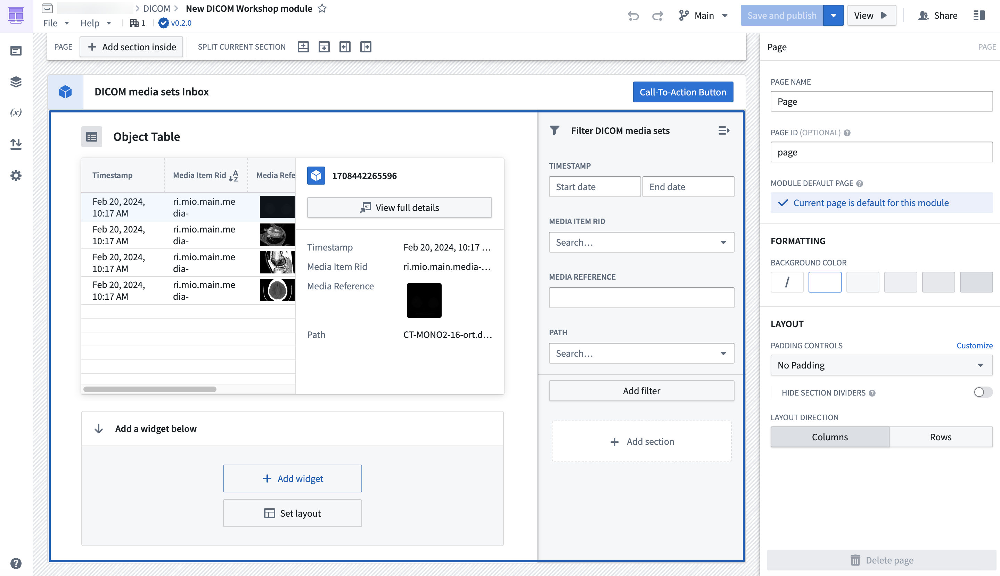 DICOM
New DICOM Workshop module
File
Help
1
v0.2.0
Main
Save and publish
View
Share
PAGE
Add section inside
SPLIT CURRENT SECTION
DICOM media sets Inbox
Call-To-Action Button
Object Table
Timestamp
Media Item Rid
Media Refe
Feb 20, 2024,
10:17 AM
ri.mio.main.me
dia-
Feb 20, 2024,
10:17 AM
ri.mio.main.me
dia-
Feb 20, 2024,
10:17 AM
ri.mio.main.me
dia-
Feb 20, 2024,
10:17 AM
ri.mio.main.me
dia-
1708442265596
View full details
Timestamp
Feb 20, 2024, 10:17 …
Media Item Rid
ri.mio.main.media-…
Media Reference
Path
CT-MONO2-16-ort.d…
Add a widget below
Add widget
Set layout
Filter DICOM media sets
TIMESTAMP
Start date
End date
MEDIA ITEM RID
Search…
MEDIA REFERENCE
PATH
Search…
Add filter
Add section
Page
PAGE
PAGE NAME
Page
PAGE ID (OPTIONAL)
page
MODULE DEFAULT PAGE
Current page is default for this module
FORMATTING
BACKGROUND COLOR
LAYOUT
PADDING CONTROLS
Customize
No Padding
HIDE SECTION DIVIDERS
LAYOUT DIRECTION
Columns
Rows
Delete page